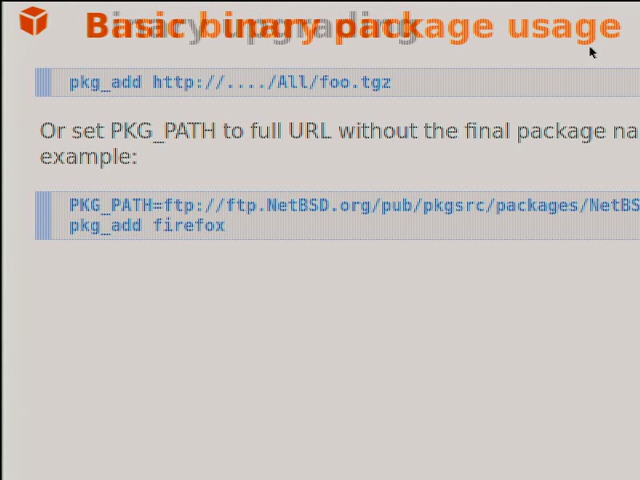 Basic binary package usage
pkg_add http://..../All/foo.tgz
Or set PKG_PATH to full URL without the final package na
example:
PKG_PATH=ftp://ftp.NetBSD.org/pub/pkgsrc/packages/NetBS
pkg_add firefox